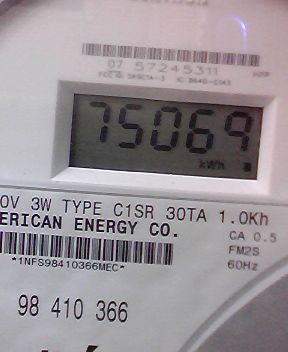 07 57245311
HPP
75069
kWh
0V 3W TYPE C1SR 30TA 1.0Kh
ERICAN ENERGY CO.
CA 0.5
FM2S
60Hz
*1NFS98410366MEC*
98 410 366